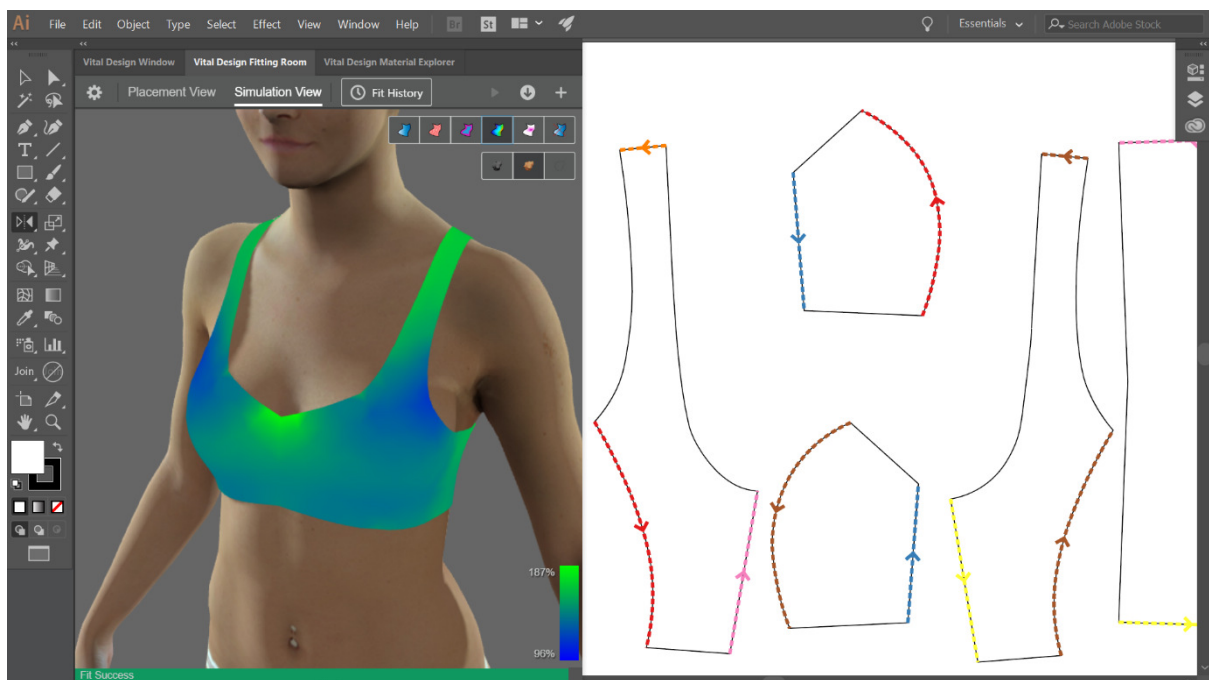 Ai File Edit Object Type Select Effect View Window Help Br St Essentials Search Adobe Stock
Vital Design Window Vital Design Fitting Room Vital Design Material Explorer
Placement View Simulation View Fit History
T
Join
187%
96%
Fit Success